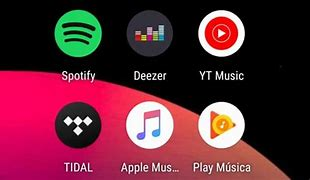 Spotify
Deezer
YT Music
TIDAL
Apple Mus...
Play Música